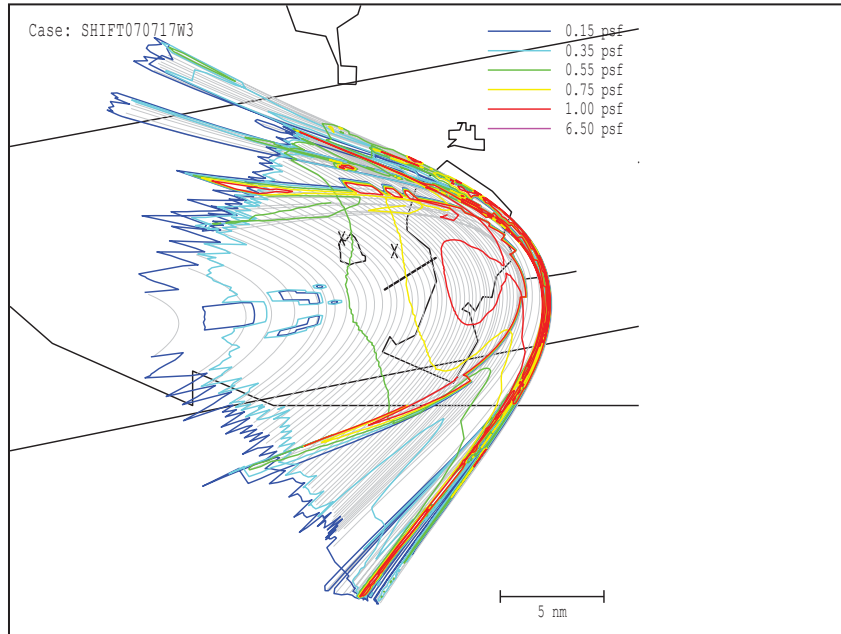 Case: SHIFT070717W3
0.15 psf
0.35 psf
0.55 psf
0.75 psf
1.00 psf
6.50 psf
X
X
5 nm